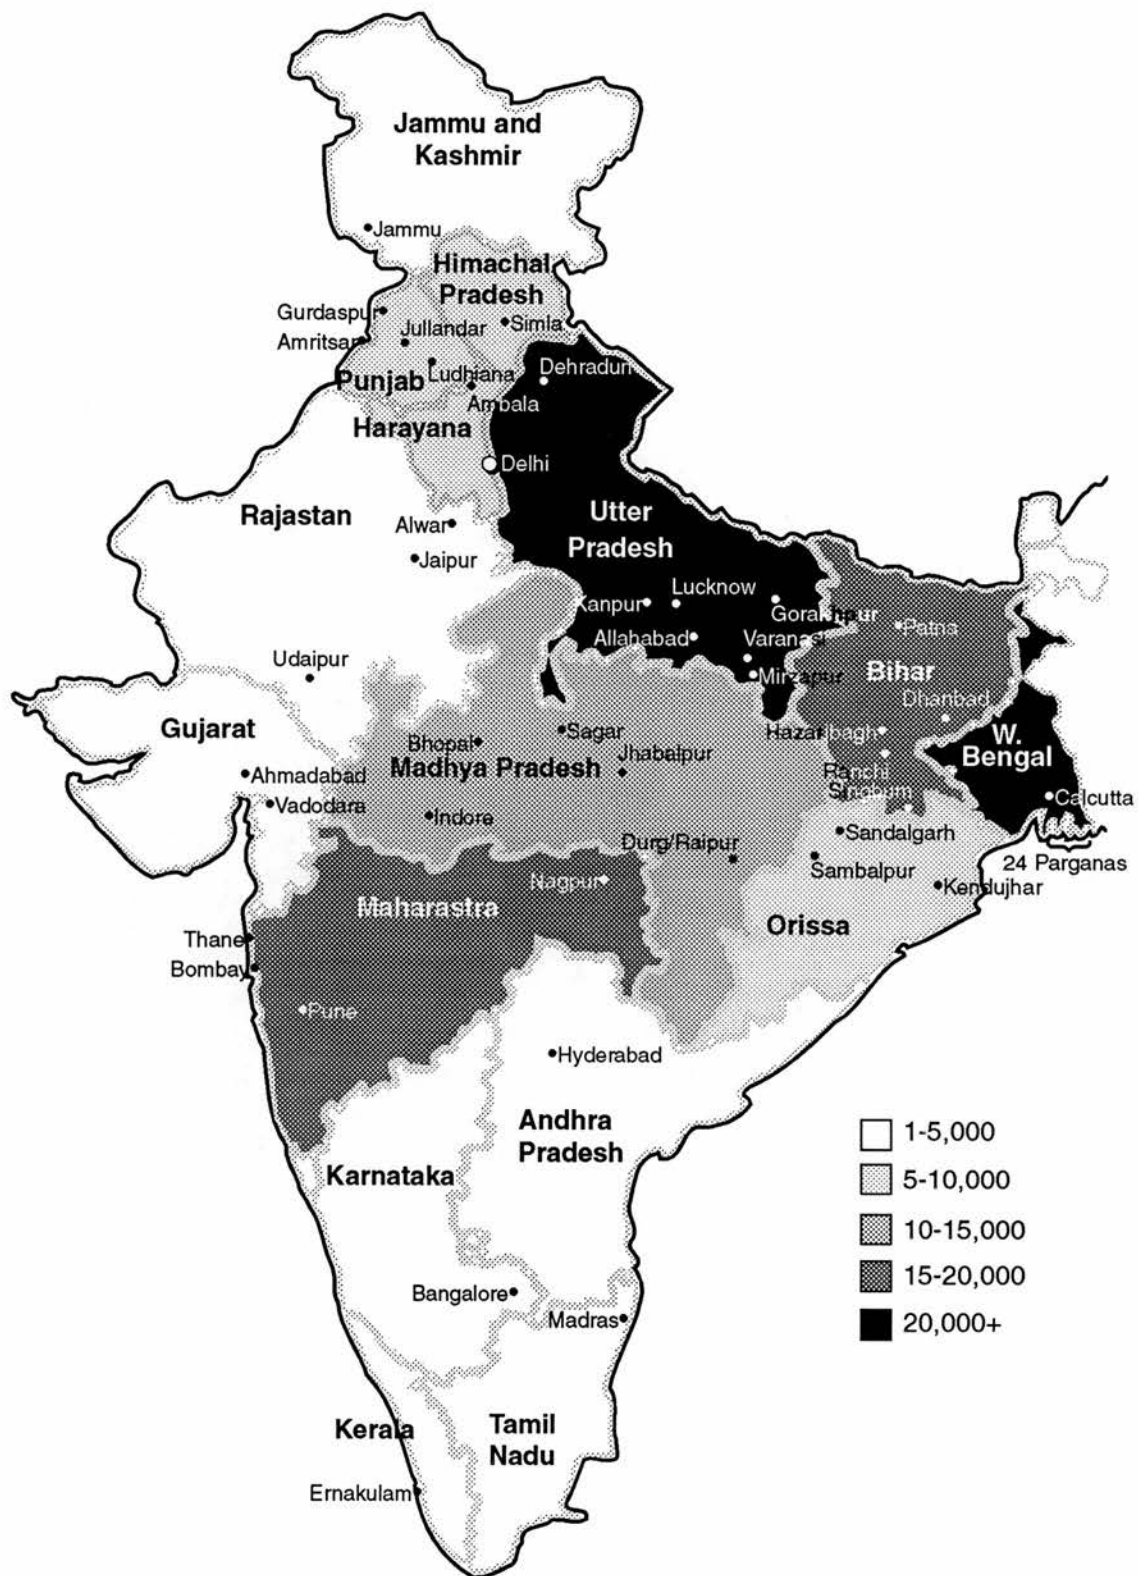 Jammu and
Kashmir
Jammu
Himachal
Pradesh
Gurdaspur
Simla
Jullandar
Amritsar
Dehradun
Punjab
Ludhiana
Ambala
Harayana
Delhi
Rajastan
Utter
Pradesh
Alwar
Jaipur
Lucknow
Kanpur
Gorakhpur
Patna
Allahabad
Varanasi
Udaipur
Bihar
Mirzapur
Dhanbad
Gujarat
Sagar
Hazaribagh
W.
Bengal
Bhopal
Jhabalpur
Madhya Pradesh
Ahmadabad
Ranchi
Singbum
Calcutta
Vadodara
Indore
Sandalgarh
Durg/Raipur
24 Parganas
Sambalpur
Nagpur
Kendujhar
Maharastra
Orissa
Thane
Bombay
Pune
Hyderabad
Andhra
Pradesh
1-5,000
Karnataka
5-10,000
10-15,000
15-20,000
Bangalore
Madras
20,000+
Kerala
Tamil
Nadu
Ernakulam